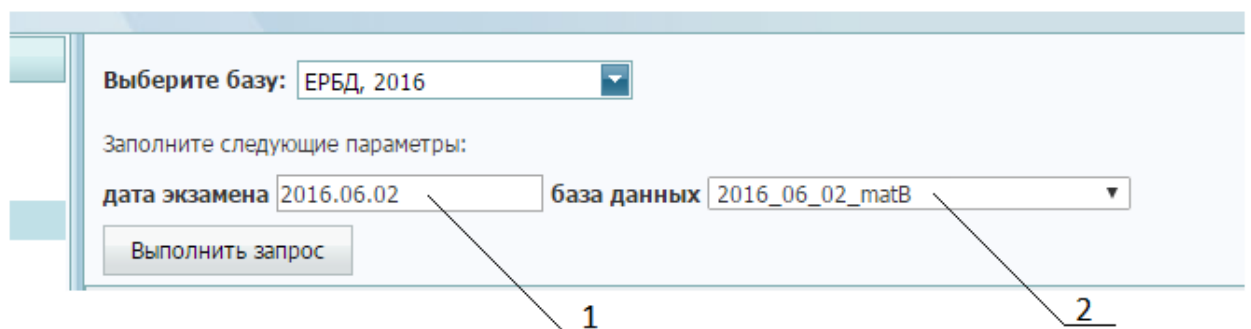 Выберите базу: ЕРБД, 2016
Заполните следующие параметры:
дата экзамена 2016.06.02 база данных 2016_06_02_matB
Выполнить запрос
1 2